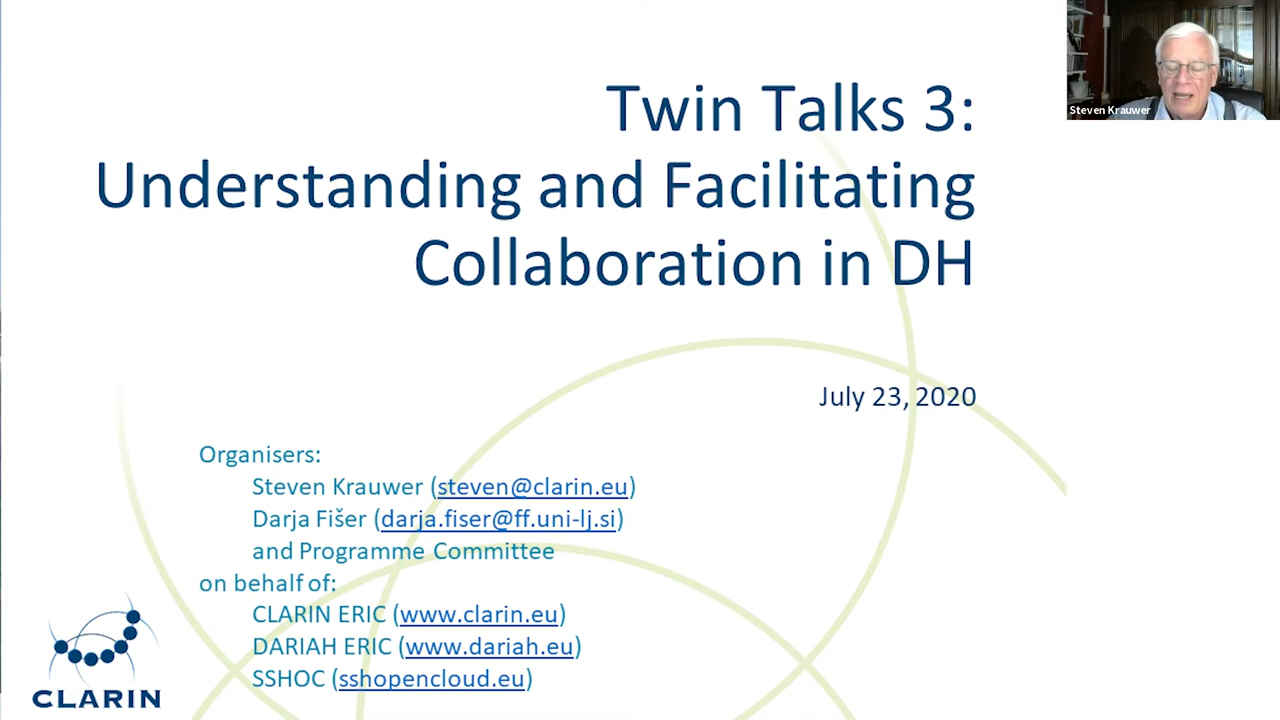 Twin Talks 3:
Understanding and Facilitating
Collaboration in DH
Steven Krauwer
July 23, 2020
Organisers:
Steven Krauwer (steven@clarin.eu)
Darja Fišer (darja.fiser@ff.uni-lj.si)
and Programme Committee
on behalf of:
CLARIN ERIC (www.clarin.eu)
DARIAH ERIC (www.dariah.eu)
SSHOC (sshopencloud.eu)
CLARIN